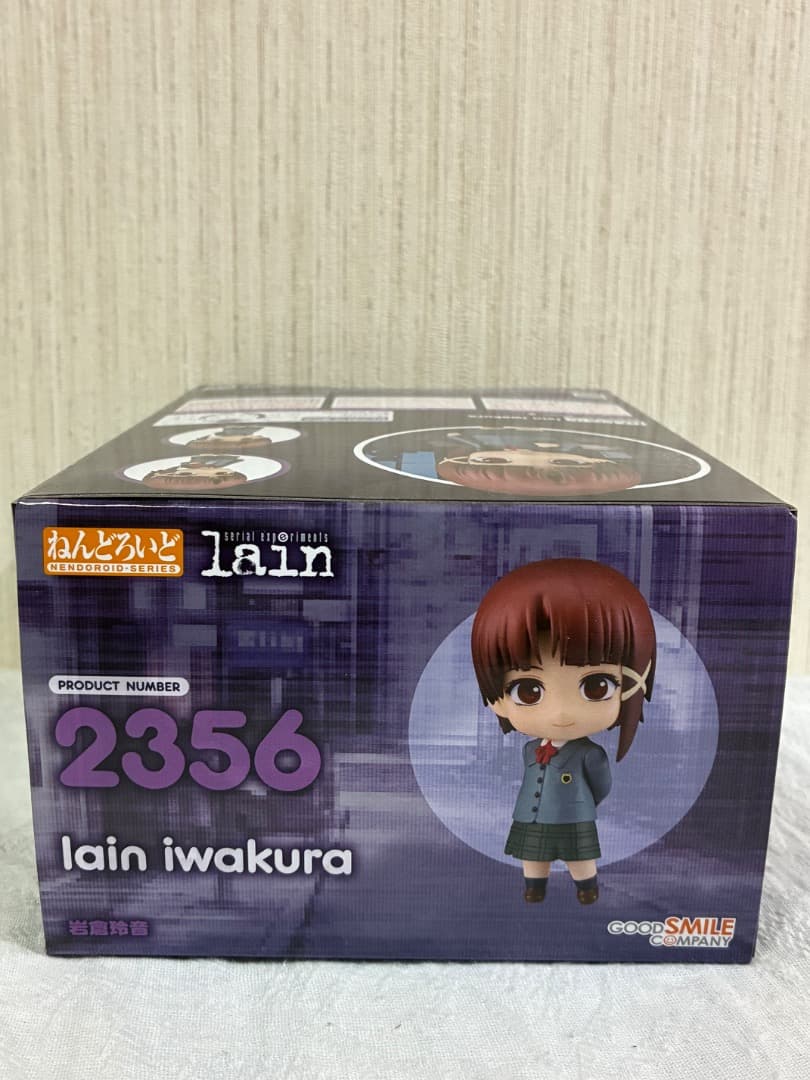 ねんどろいど
NENDOROID-SERIES
serial experiments
lain
PRODUCT NUMBER
2356
lain iwakura
岩倉玲音
GOOD SMILE
COMPANY